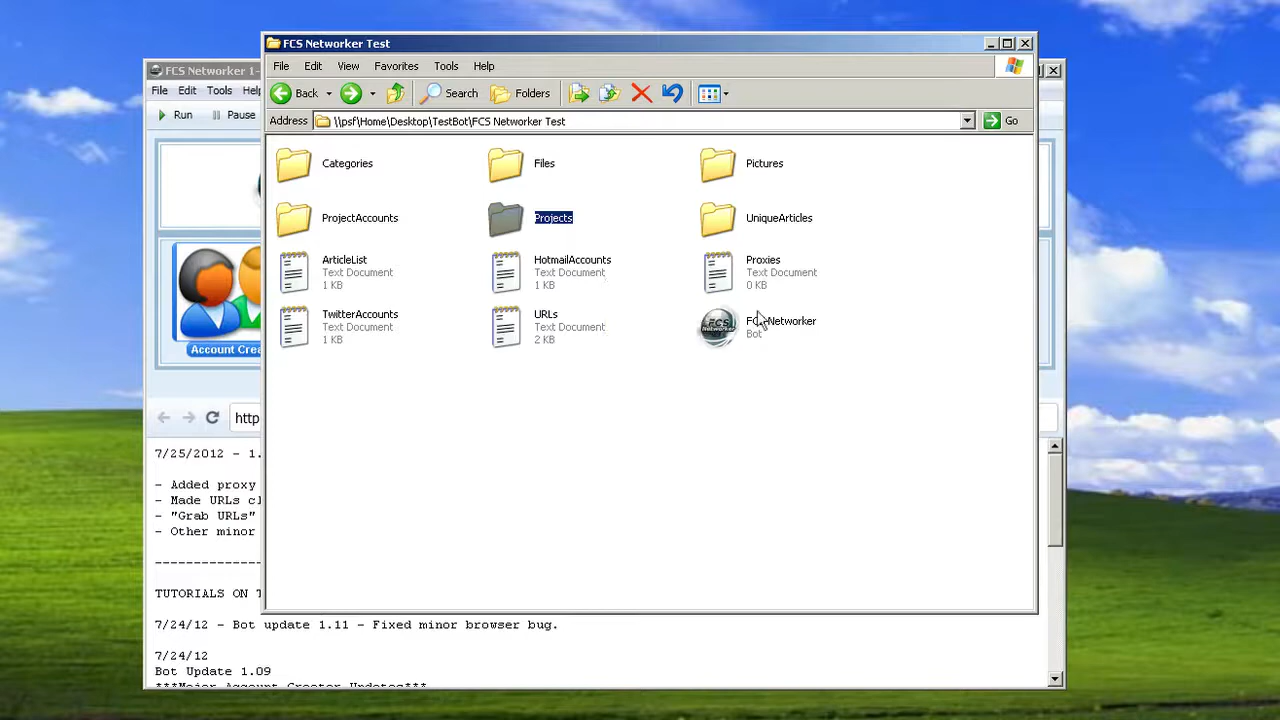 FCS Networker Test
FCS Networker 1-
File Edit View Favorites Tools Help
File Edit Tools Help
Back Search Folders
Run Pause
Address \\psf\Home\Desktop\TestBot\FCS Networker Test Go
Categories
Files
Pictures
ProjectAccounts
Projects
UniqueArticles
ArticleList
Text Document
1 KB
HotmailAccounts
Text Document
1 KB
Proxies
Text Document
0 KB
TwitterAccounts
Text Document
1 KB
URLs
Text Document
2 KB
Networker
Bot
Account Crea
http
7/25/2012 - 1.
- Added proxy
- Made URLs cl
- "Grab URLs"
- Other minor
--------------
TUTORIALS ON T
7/24/12 - Bot update 1.11 - Fixed minor browser bug.
7/24/12
Bot Update 1.09
***Major Account Creator Updates***